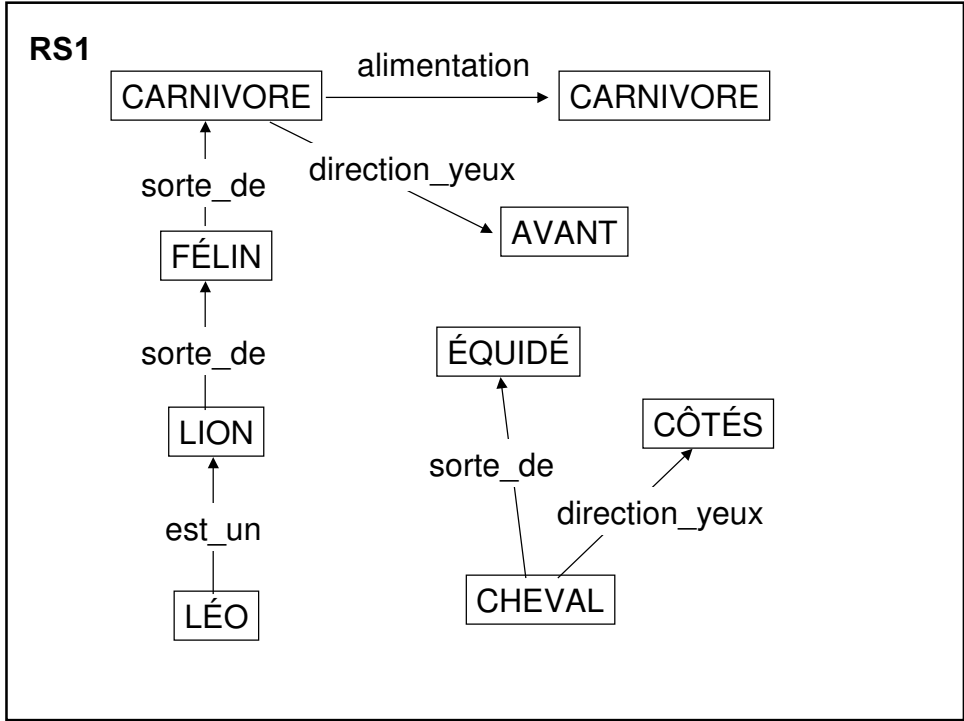 RS1
alimentation
CARNIVORE
CARNIVORE
direction_yeux
sorte_de
AVANT
FÉLIN
sorte_de
ÉQUIDÉ
LION
CÔTÉS
sorte_de
direction_yeux
est_un
CHEVAL
LÉO